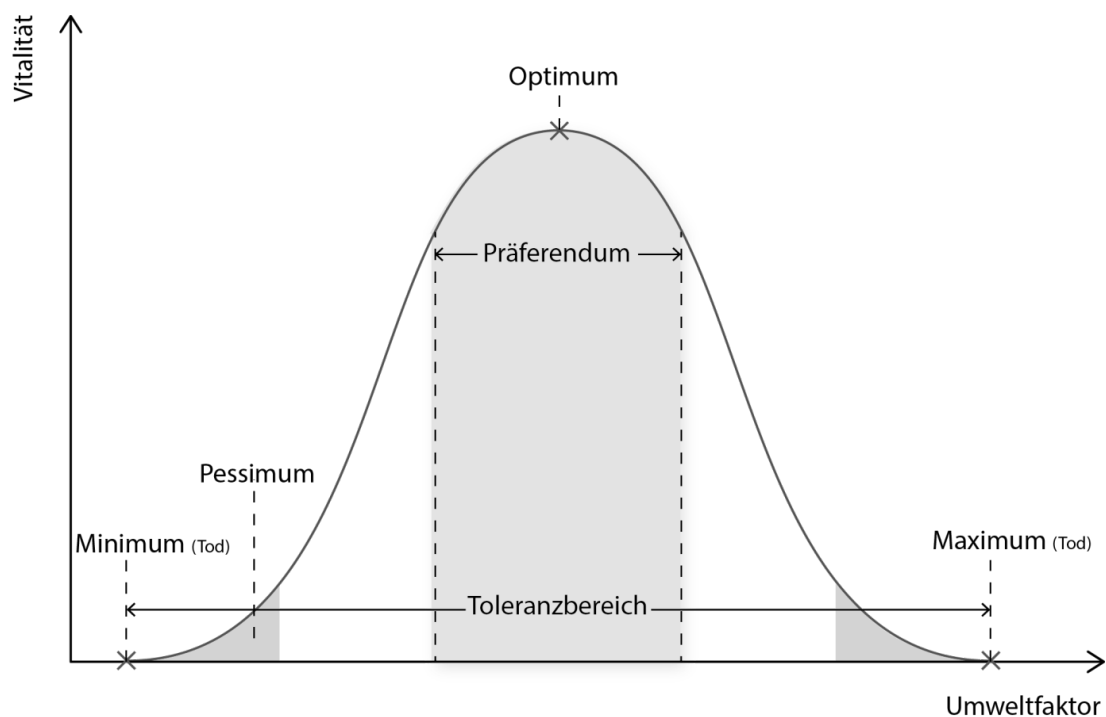 Vitalität
Optimum
Präferendum
Pessimum
Minimum (Tod)
Maximum (Tod)
Toleranzbereich
Umweltfaktor